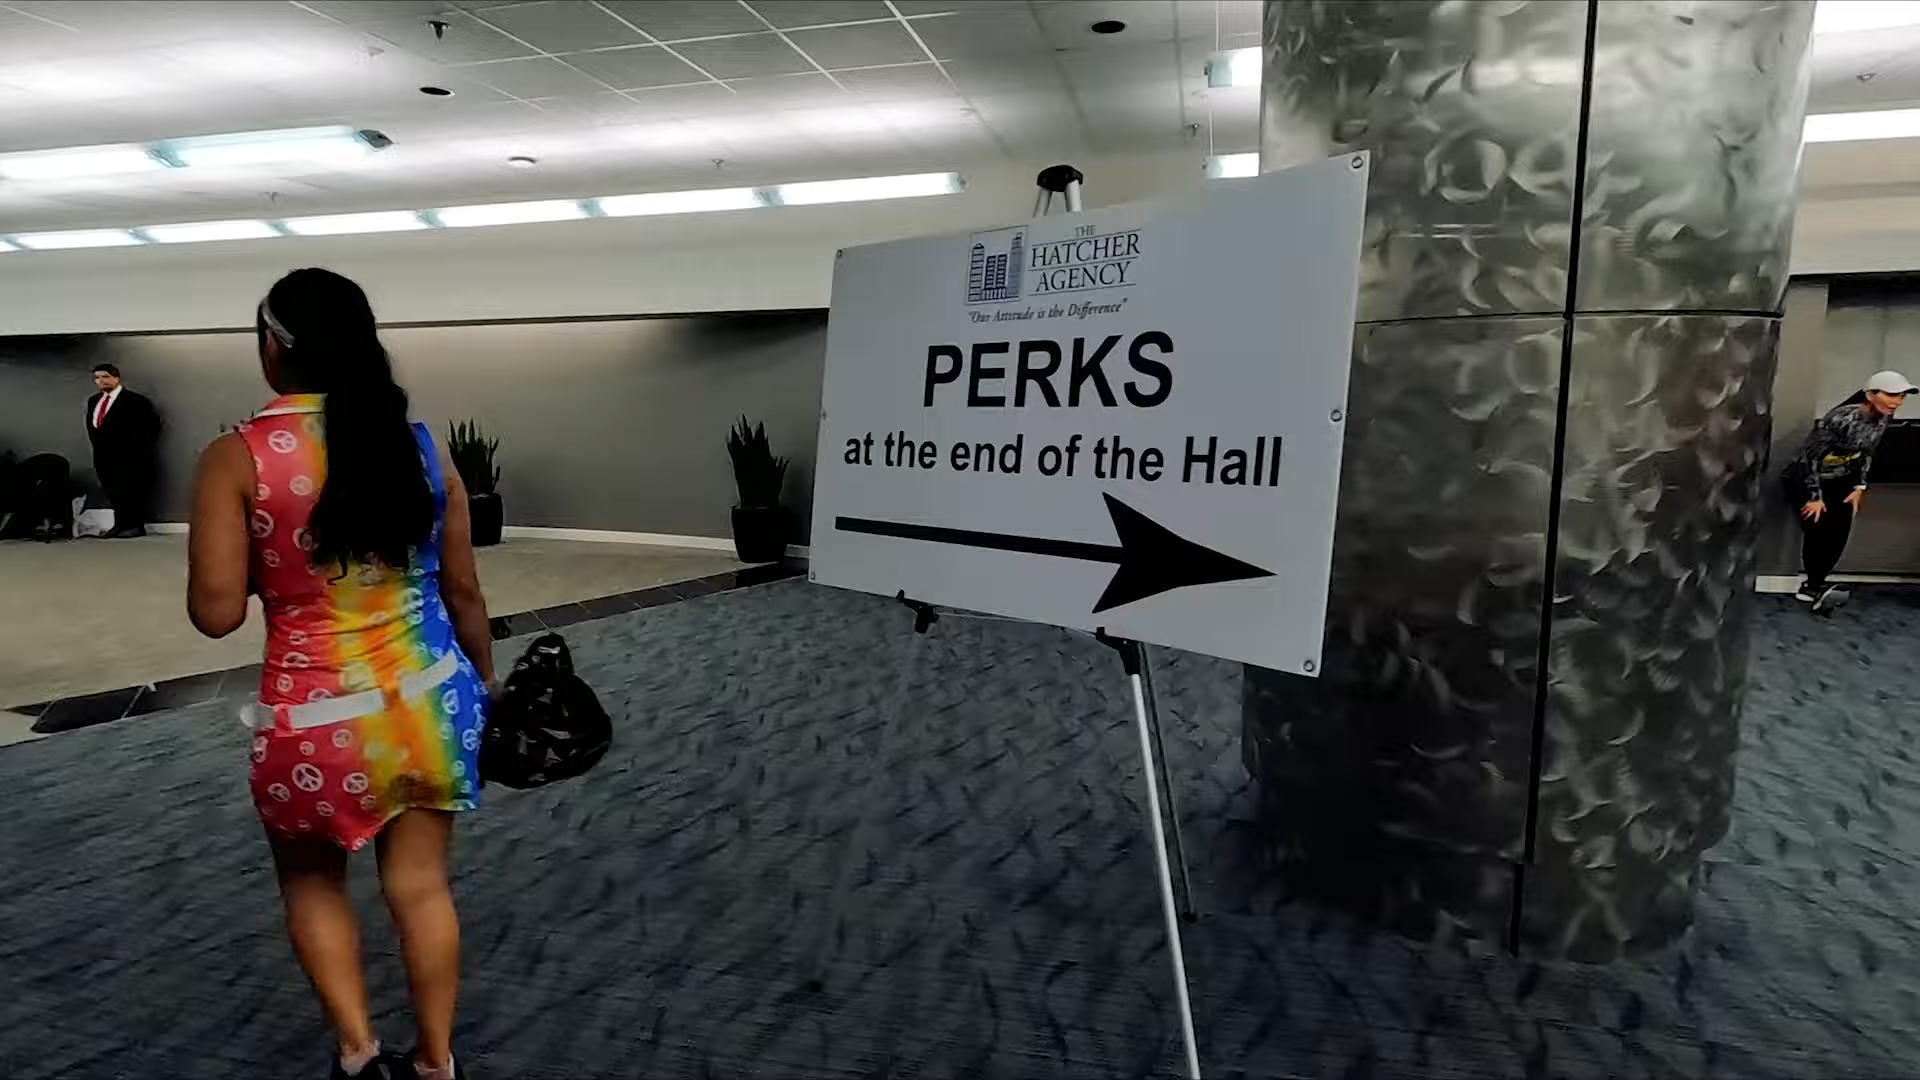 THE
HATCHER
AGENCY
"Our Attitude is the Difference"
PERKS
at the end of the Hall